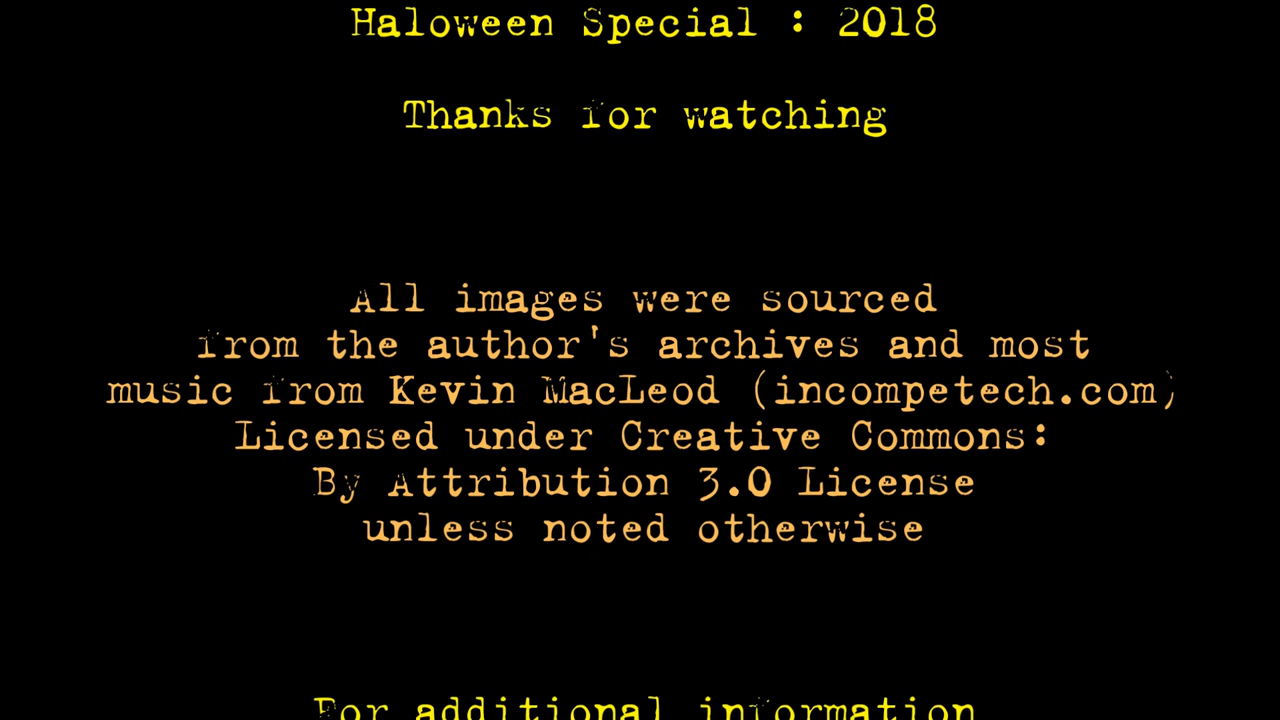 Haloween Special : 2018
Thanks for watching
All images were sourced
from the author's archives and most
music from Kevin MacLeod (incompetech.com)
Licensed under Creative Commons:
By Attribution 3.0 License
unless noted otherwise
For additional information